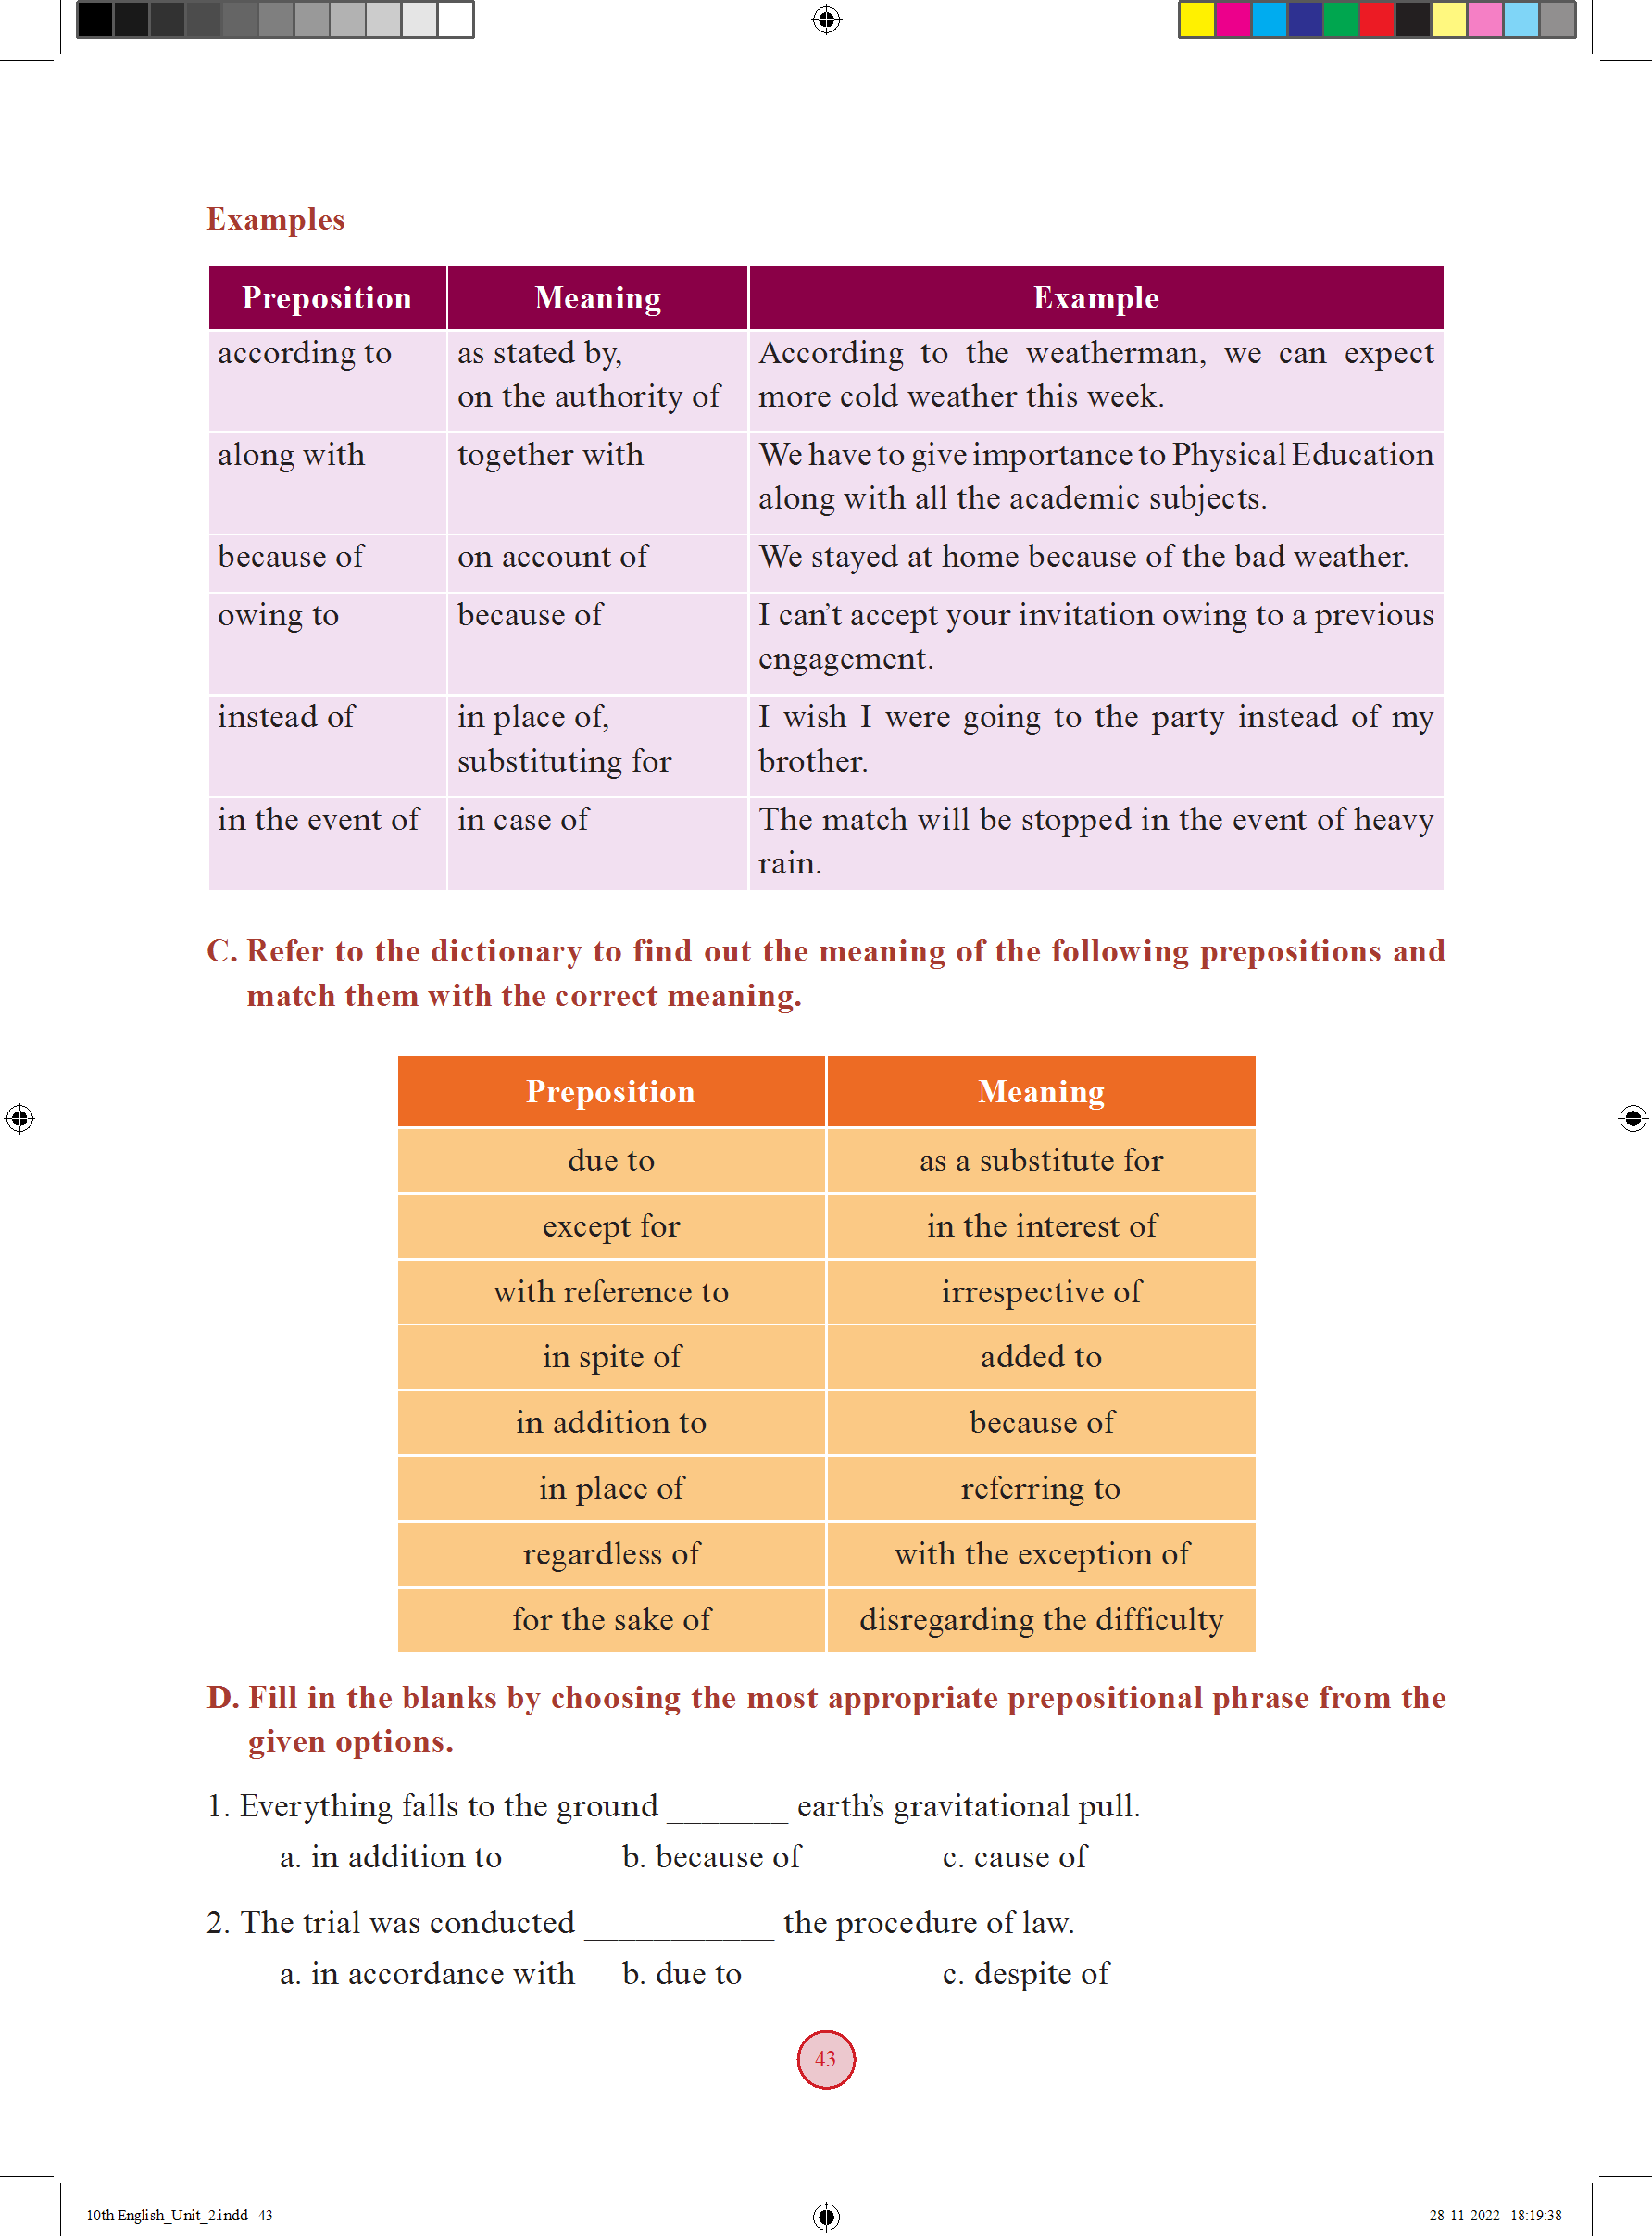 Examples
Preposition Meaning Example
according to as stated by, According to the weatherman, we can expect
on the authority of more cold weather this week.
along with together with We have to give importance to Physical Education
along with all the academic subjects.
because of on account of We stayed at home because of the bad weather.
owing to because of I can’t accept your invitation owing to a previous
engagement.
instead of in place of, I wish I were going to the party instead of my
substituting for brother.
in the event of in case of The match will be stopped in the event of heavy
rain.
C. Refer to the dictionary to find out the meaning of the following prepositions and
match them with the correct meaning.
Preposition Meaning
due to as a substitute for
except for in the interest of
with reference to irrespective of
in spite of added to
in addition to because of
in place of referring to
regardless of with the exception of
for the sake of disregarding the difficulty
D. Fill in the blanks by choosing the most appropriate prepositional phrase from the
given options.
1. Everything falls to the ground _______ earth’s gravitational pull.
a. in addition to b. because of c. cause of
2. The trial was conducted ___________ the procedure of law.
a. in accordance with b. due to c. despite of
43
10th English_Unit_2.indd 43 28-11-2022 18:19:38